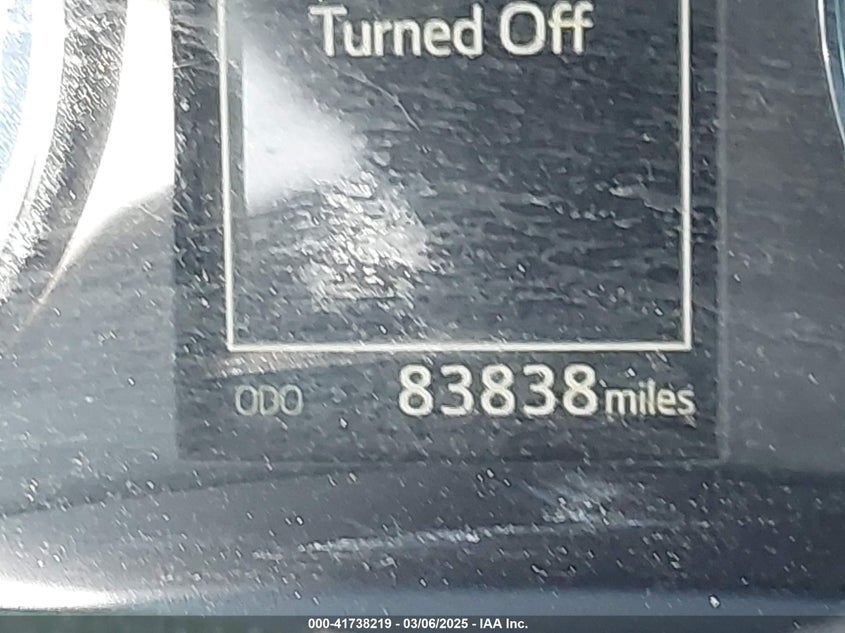 Turned Off
ODO 83838 miles
000-41738219 - 03/06/2025 - IAA Inc.